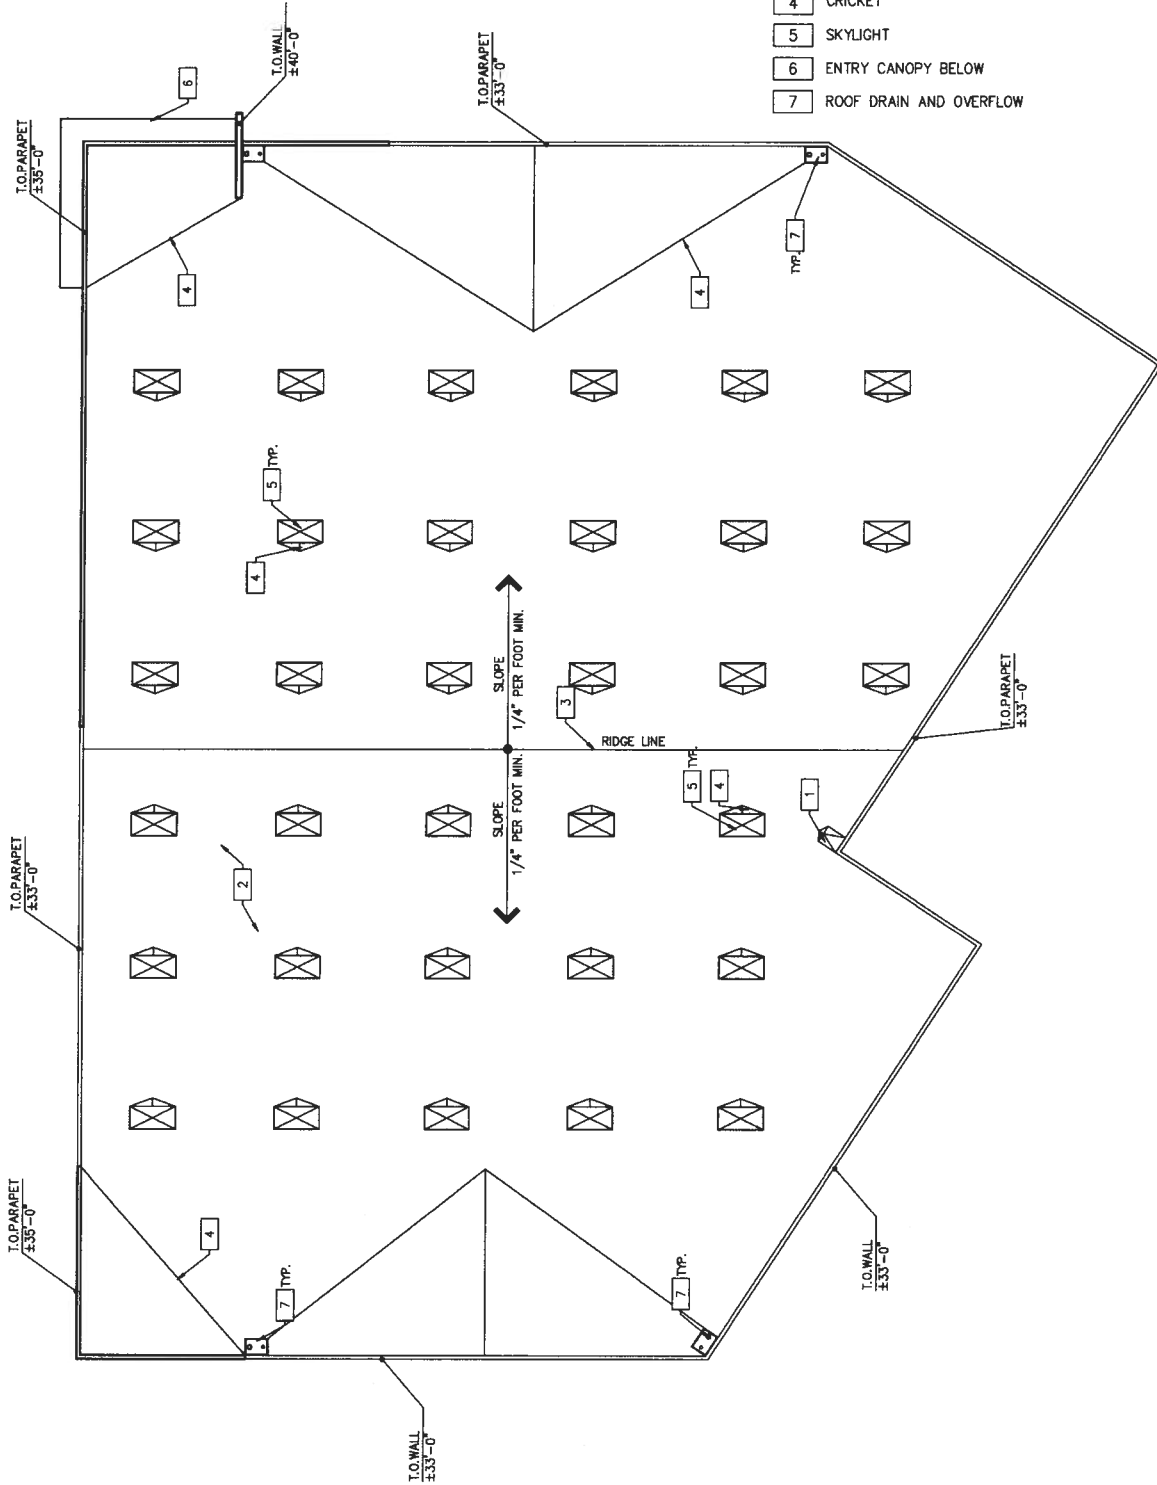 4 CRICKET
5 SKYLIGHT
6 ENTRY CANOPY BELOW
7 ROOF DRAIN AND OVERFLOW
T.O.WALL
±40'-0"
T.O.PARAPET
±33'-0"
6
T.O.PARAPET
±35'-0"
4
4
7
TYP.
5 TYP.
4
SLOPE
1/4" PER FOOT MIN.
3
RIDGE LINE
SLOPE
1/4" PER FOOT MIN.
T.O.PARAPET
±33'-0"
5 TYP.
4
1
T.O.PARAPET
±33'-0"
2
T.O.PARAPET
±35'-0"
4
7 TYP.
7 TYP.
T.O.WALL
±33'-0"
T.O.WALL
±33'-0"